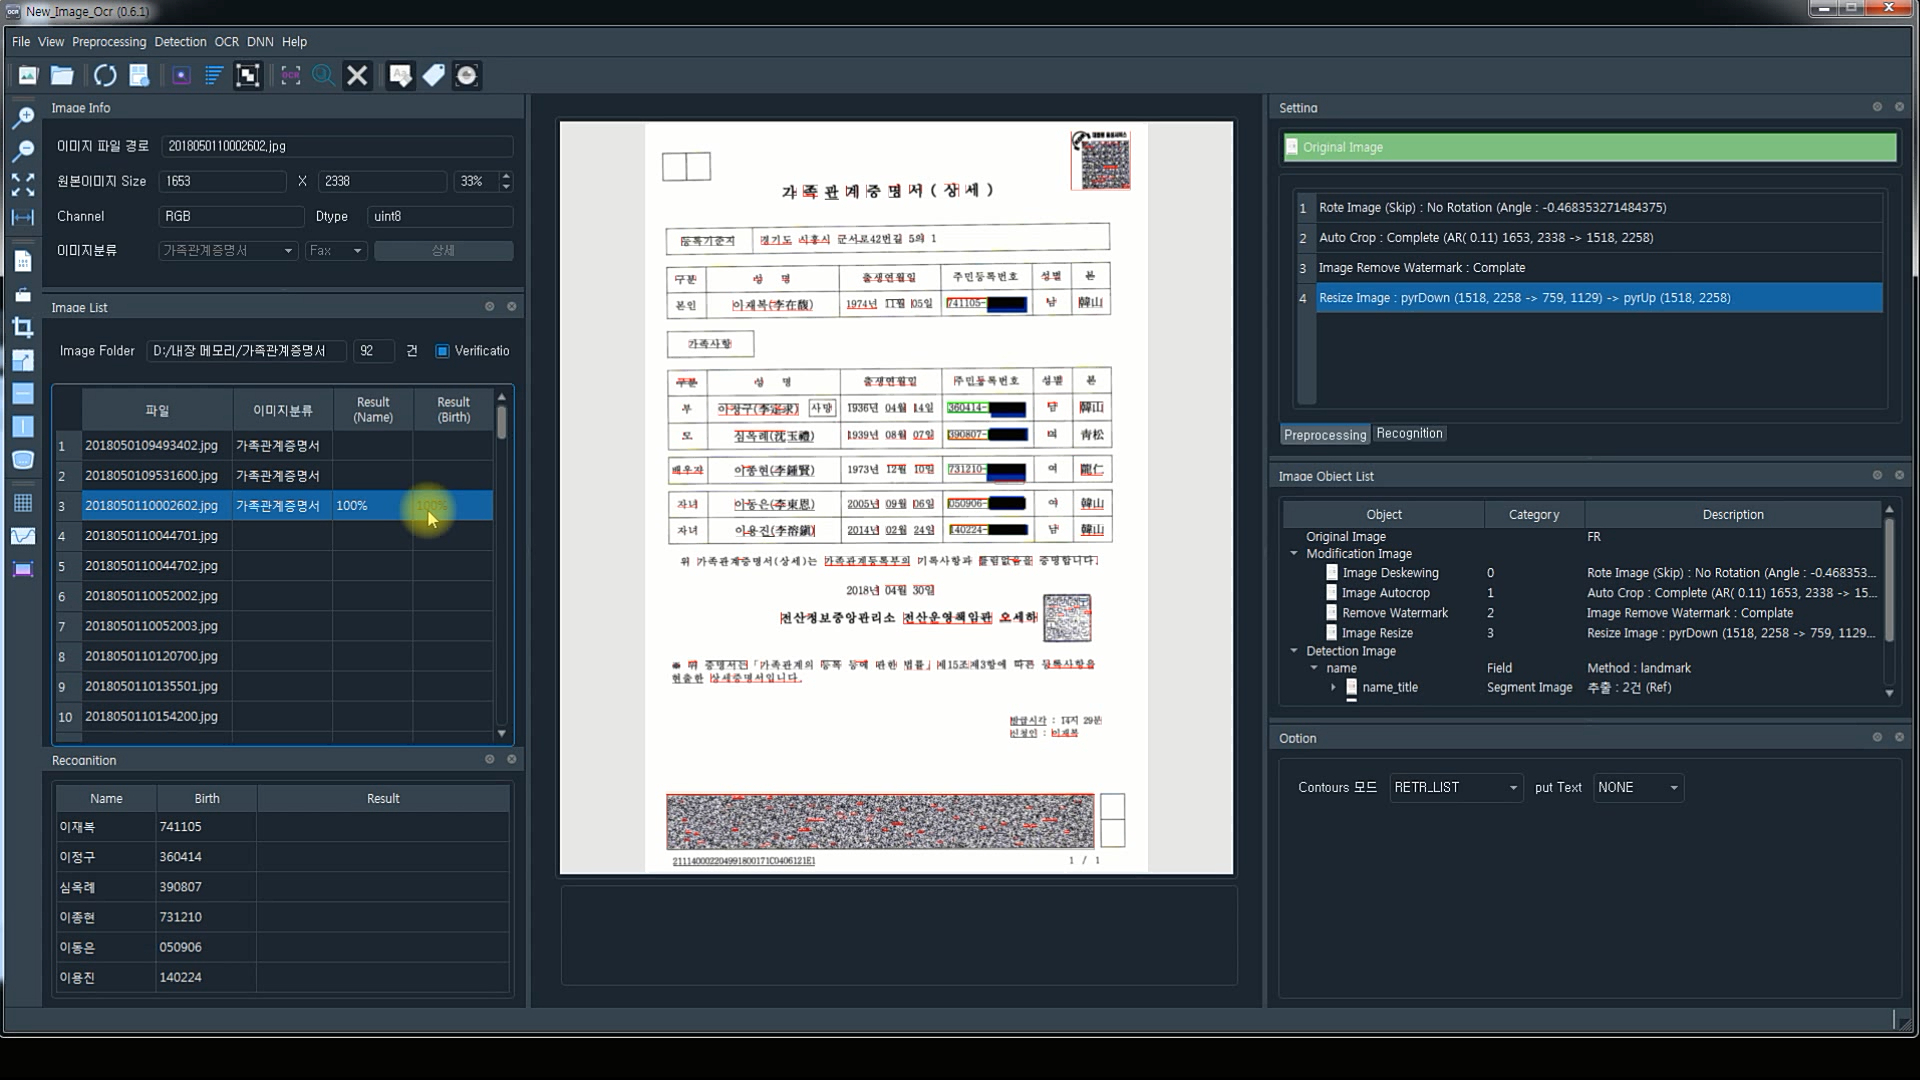 New_Image_Ocr (0.6.1)
File View Preprocessing Detection OCR DNN Help
Image Info
이미지 파일 경로 2018050110002602.jpg
원본이미지 Size 1653 X 2338 33%
Channel RGB Dtype uint8
이미지분류 가족관계증명서 Fax 상세
Image List
Image Folder D:/내장 메모리/가족관계증명서 92 건 Verificatio
파일 이미지분류 Result (Name) Result (Birth)
1 2018050109493402.jpg 가족관계증명서
2 2018050109531600.jpg 가족관계증명서
3 2018050110002602.jpg 가족관계증명서 100% 100%
4 2018050110044701.jpg
5 2018050110044702.jpg
6 2018050110052002.jpg
7 2018050110052003.jpg
8 2018050110120700.jpg
9 2018050110135501.jpg
10 2018050110154200.jpg
Recognition
Name Birth Result
이재복 741105
이정구 360414
심옥례 390807
이종현 731210
이동은 050906
이용진 140224
가족관계증명서(상세)
등록기준지 경기도 시흥시 군서로42번길 5의 1
구분 성 명 출생연월일 주민등록번호 성별 본
본인 이재복(李在馥) 1974년 11월 05일 741105- 남 韓山
가족사항
구분 성 명 출생연월일 주민등록번호 성별 본
부 이정구 사망 1936년 04월 14일 360414- 남 韓山
모 심옥례(沈玉禮) 1939년 08월 07일 390807- 여 青松
배우자 이종현(李鍾賢) 1973년 12월 10일 731210- 여 龍仁
자녀 이동은(李東恩) 2005년 09월 06일 050906- 여 韓山
자녀 이용진(李溶鎭) 2014년 02월 24일 140224- 남 韓山
위 가족관계증명서(상세)는 가족관계등록부의 기록사항과 틀림없음을 증명합니다.
2018년 04월 30일
전산정보중앙관리소 전산운영책임관 오세하
※ 위 증명서는 「가족관계의 등록 등에 관한 법률」 제15조제3항에 따른 등록사항을
현출한 상세증명서입니다.
발급시각 : 14시 29분
신청인 : 이재복
1 / 1
Setting
Original Image
1 Rote Image (Skip) : No Rotation (Angle : -0.468353271484375)
2 Auto Crop : Complete (AR( 0.11) 1653, 2338 -> 1518, 2258)
3 Image Remove Watermark : Complate
4 Resize Image : pyrDown (1518, 2258 -> 759, 1129) -> pyrUp (1518, 2258)
Preprocessing Recognition
Image Object List
Object Category Description
Original Image FR
Modification Image
Image Deskewing 0 Rote Image (Skip) : No Rotation (Angle : -0.468353...
Image Autocrop 1 Auto Crop : Complete (AR( 0.11) 1653, 2338 -> 15...
Remove Watermark 2 Image Remove Watermark : Complate
Image Resize 3 Resize Image : pyrDown (1518, 2258 -> 759, 1129...
Detection Image
name Field Method : landmark
name_title Segment Image 추출 : 2건 (Ref)
Option
Contours 모드 RETR_LIST put Text NONE